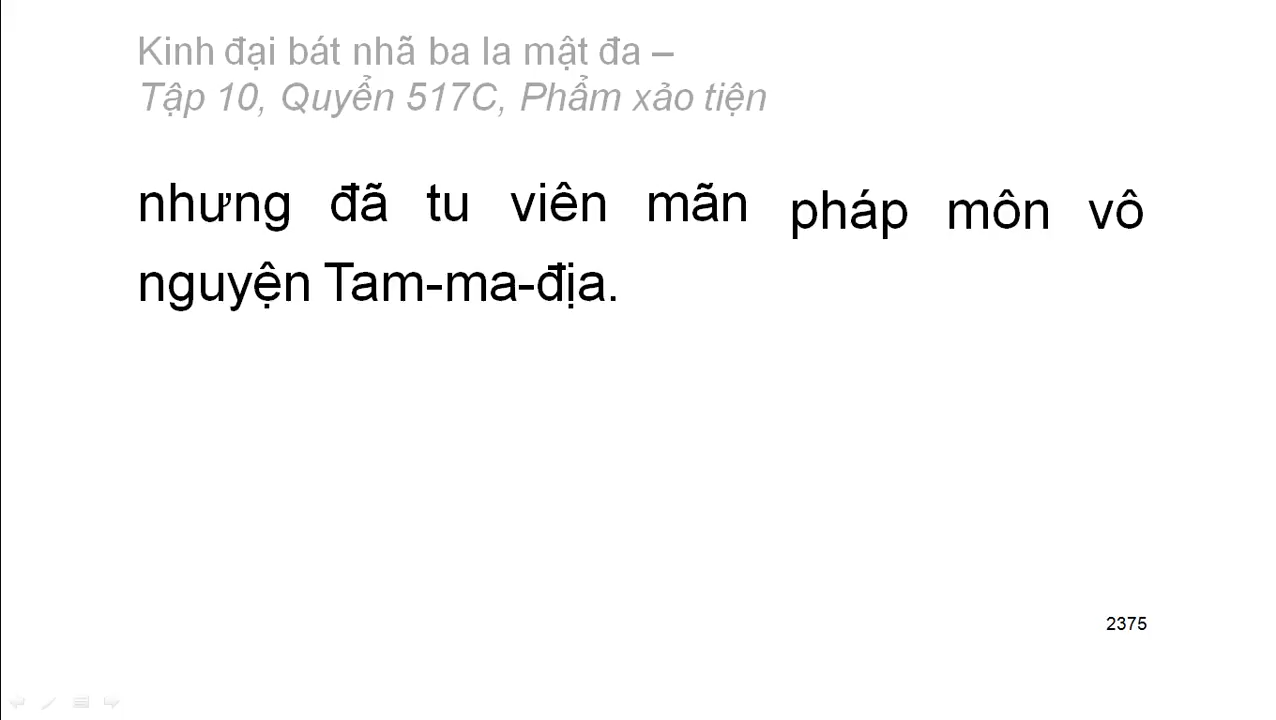 Kinh đại bát nhã ba la mật đa –
Tập 10, Quyển 517C, Phẩm xảo tiện
nhưng đã tu viên mãn pháp môn vô
nguyện Tam-ma-địa.
2375